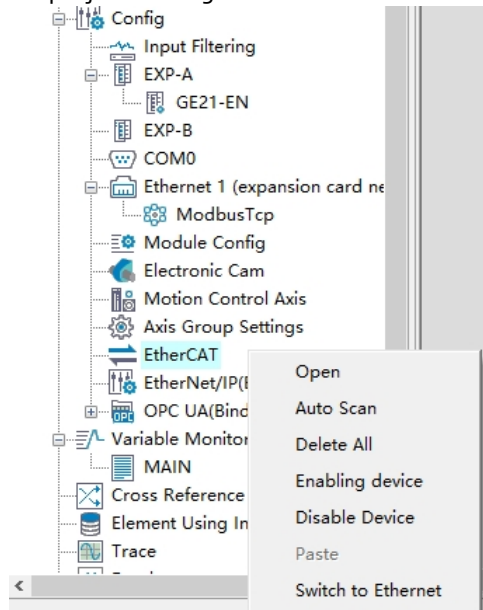 Config
Input Filtering
EXP-A
GE21-EN
EXP-B
COM0
Ethernet 1 (expansion card ne
ModbusTcp
Module Config
Electronic Cam
Motion Control Axis
Axis Group Settings
EtherCAT
EtherNet/IP(
OPC UA(Bind
OPC
Variable Monitor
MAIN
Cross Reference
Element Using In
Trace
Open
Auto Scan
Delete All
Enabling device
Disable Device
Paste
Switch to Ethernet